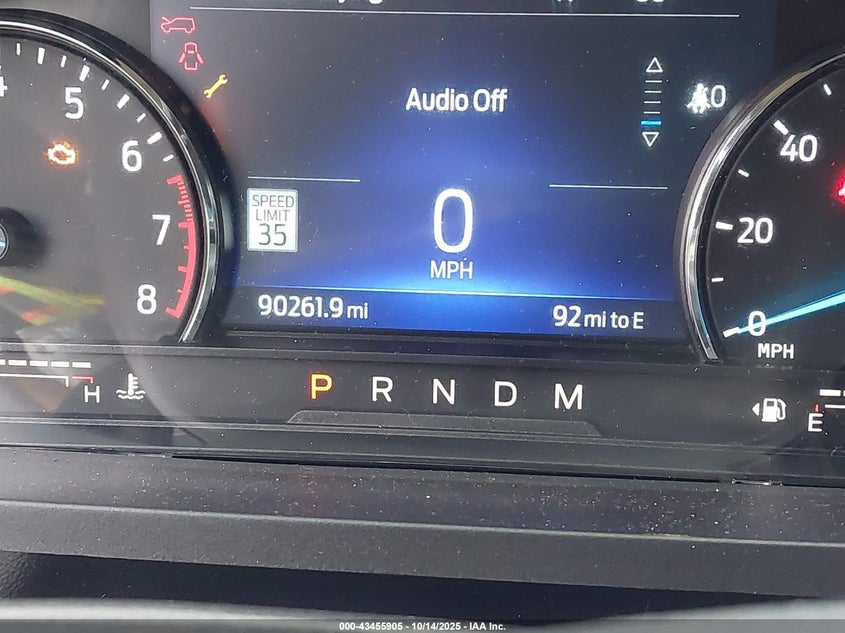 Audio Off
4
5
6
7
8
SPEED
LIMIT
35
0
MPH
90261.9 mi
92 mi to E
40
20
0
MPH
H
P R N D M
E
000-43455905 - 10/14/2025 - IAA Inc.